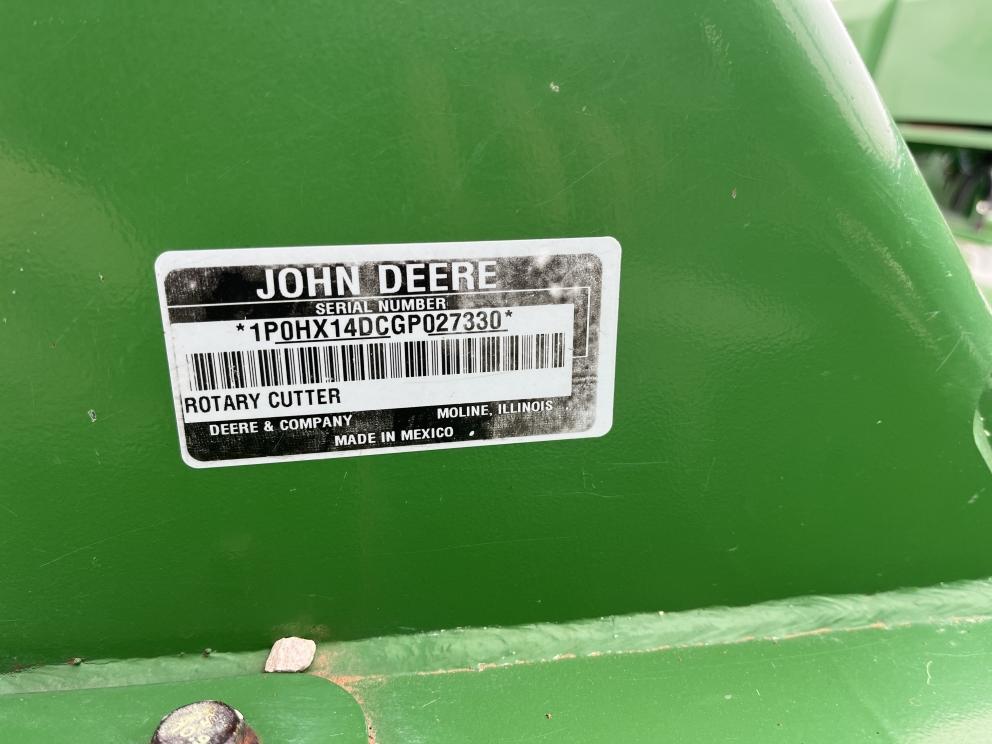 JOHN DEERE
SERIAL NUMBER
*1P0HX14DCGP027330*
ROTARY CUTTER
DEERE & COMPANY MOLINE, ILLINOIS
MADE IN MEXICO